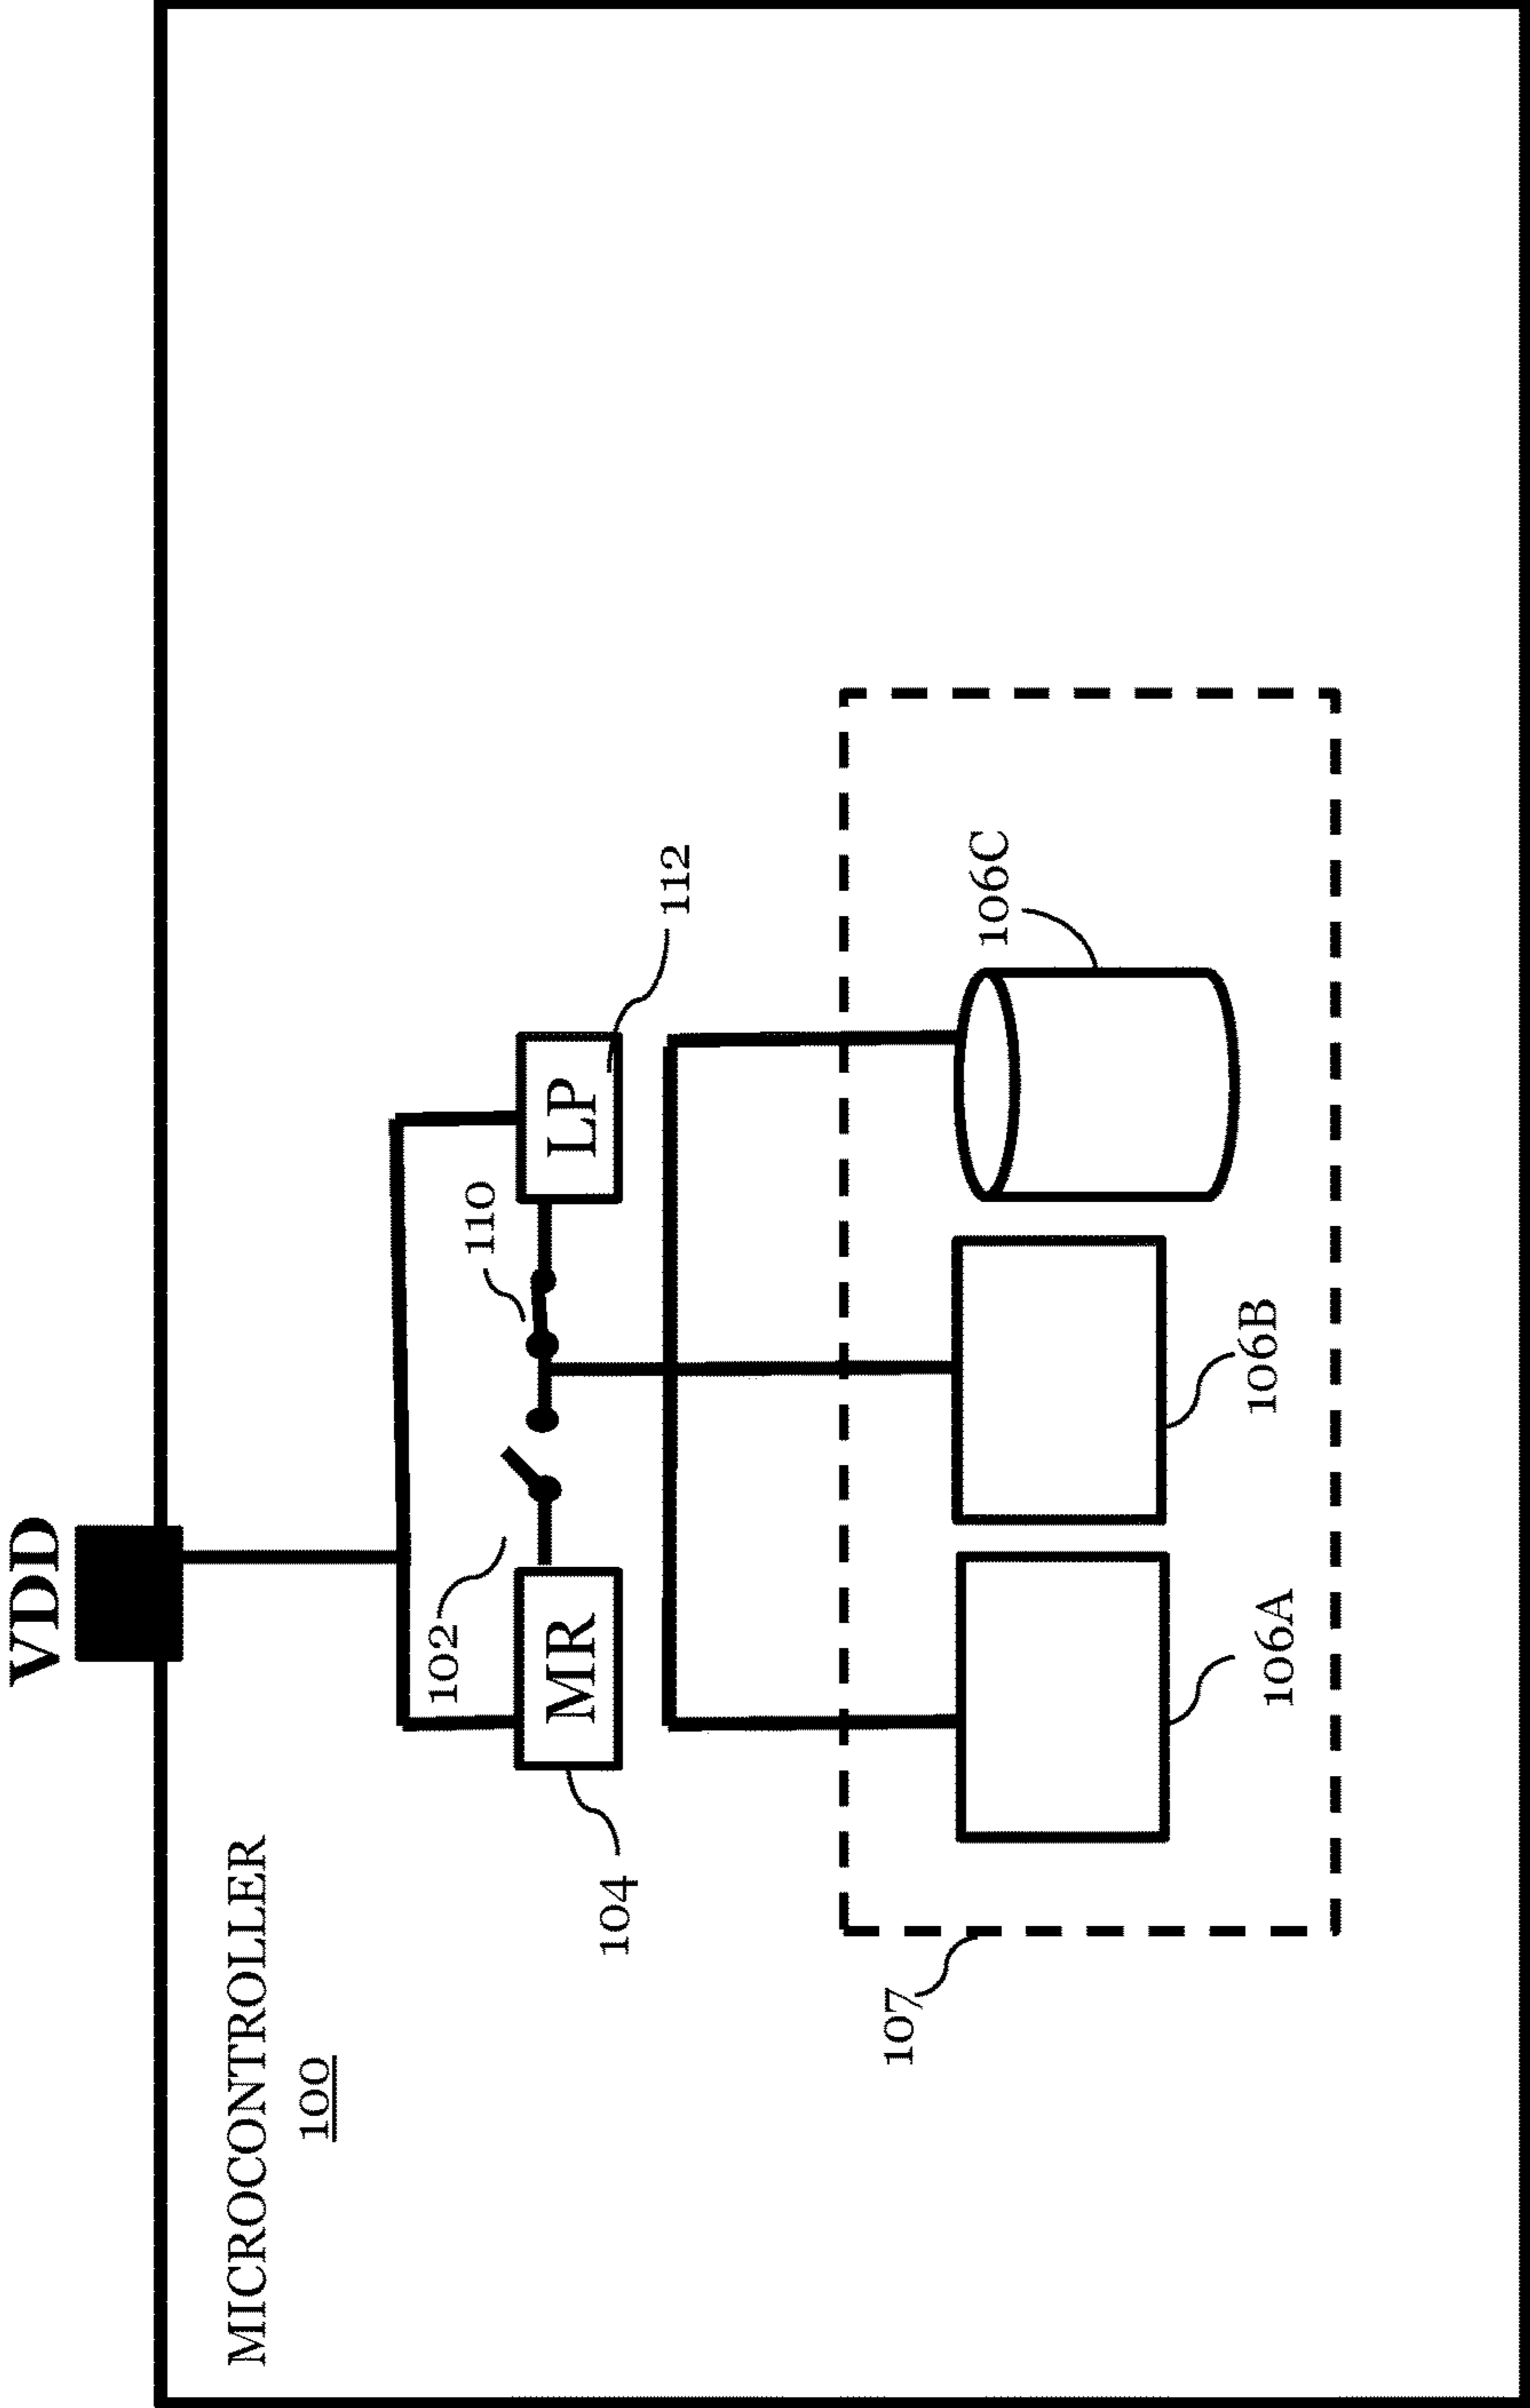 VDD
MICROCONTROLLER
100
102
110
MR
LP
104
112
107
106C
106A
106B